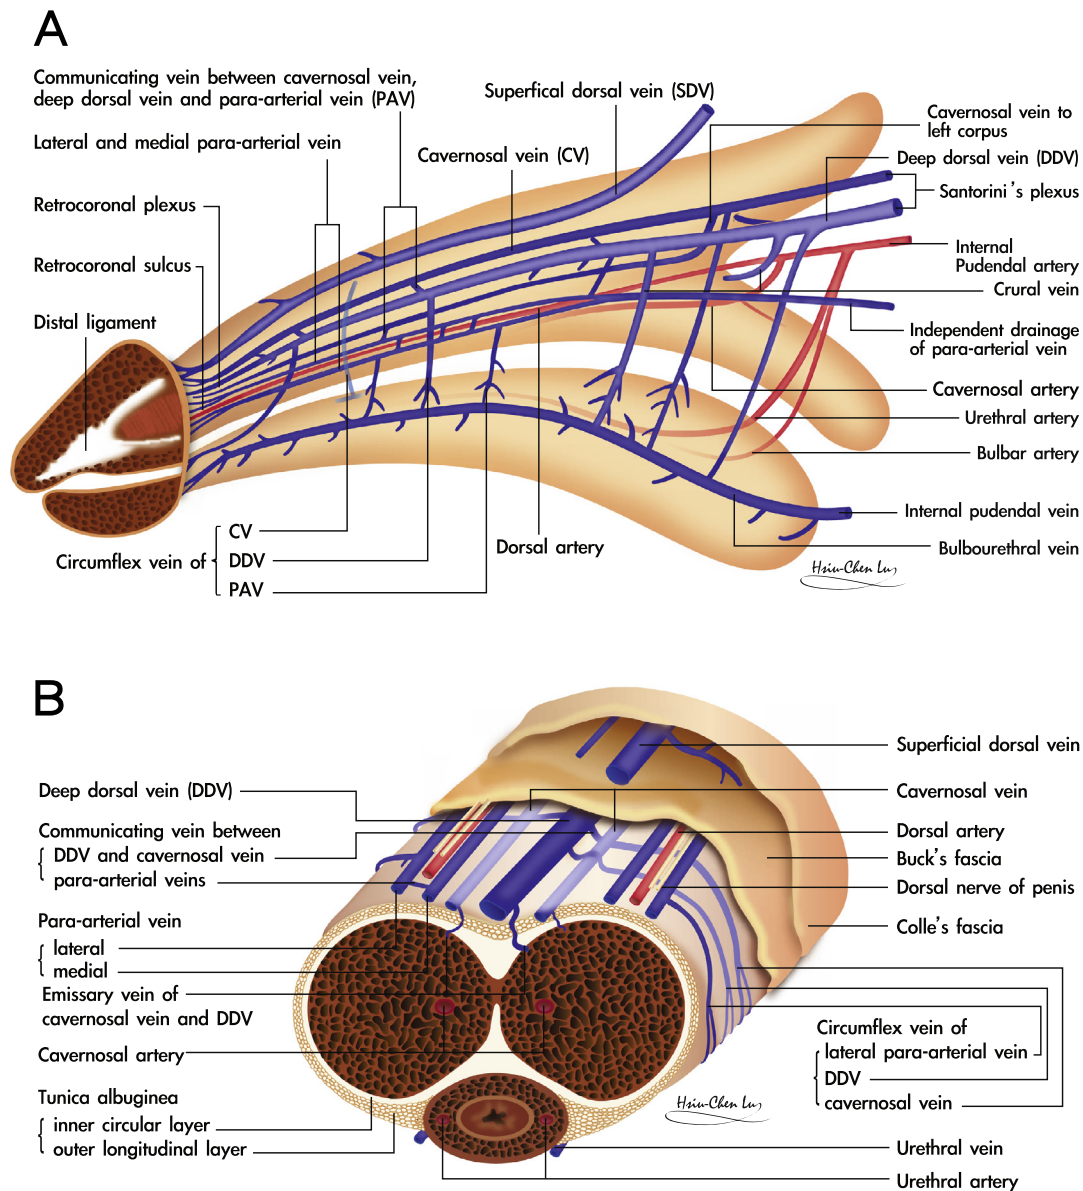 A
Communicating vein between cavernosal vein,
deep dorsal vein and para-arterial vein (PAV)
Lateral and medial para-arterial vein
Retrocoronal plexus
Retrocoronal sulcus
Distal ligament
Superfical dorsal vein (SDV)
Cavernosal vein (CV)
Cavernosal vein to
left corpus
Deep dorsal vein (DDV)
Santorini's plexus
Internal
Pudendal artery
Crural vein
Independent drainage
of para-arterial vein
Cavernosal artery
Urethral artery
Bulbar artery
Internal pudendal vein
Bulbourethral vein
Circumflex vein of
CV
DDV
PAV
Dorsal artery
Hsiu-Chen Lu
B
Deep dorsal vein (DDV)
Communicating vein between
DDV and cavernosal vein
para-arterial veins
Para-arterial vein
lateral
medial
Emissary vein of
cavernosal vein and DDV
Cavernosal artery
Tunica albuginea
inner circular layer
outer longitudinal layer
Superficial dorsal vein
Cavernosal vein
Dorsal artery
Buck's fascia
Dorsal nerve of penis
Colle's fascia
Circumflex vein of
lateral para-arterial vein
DDV
cavernosal vein
Hsiu-Chen Lu
Urethral vein
Urethral artery